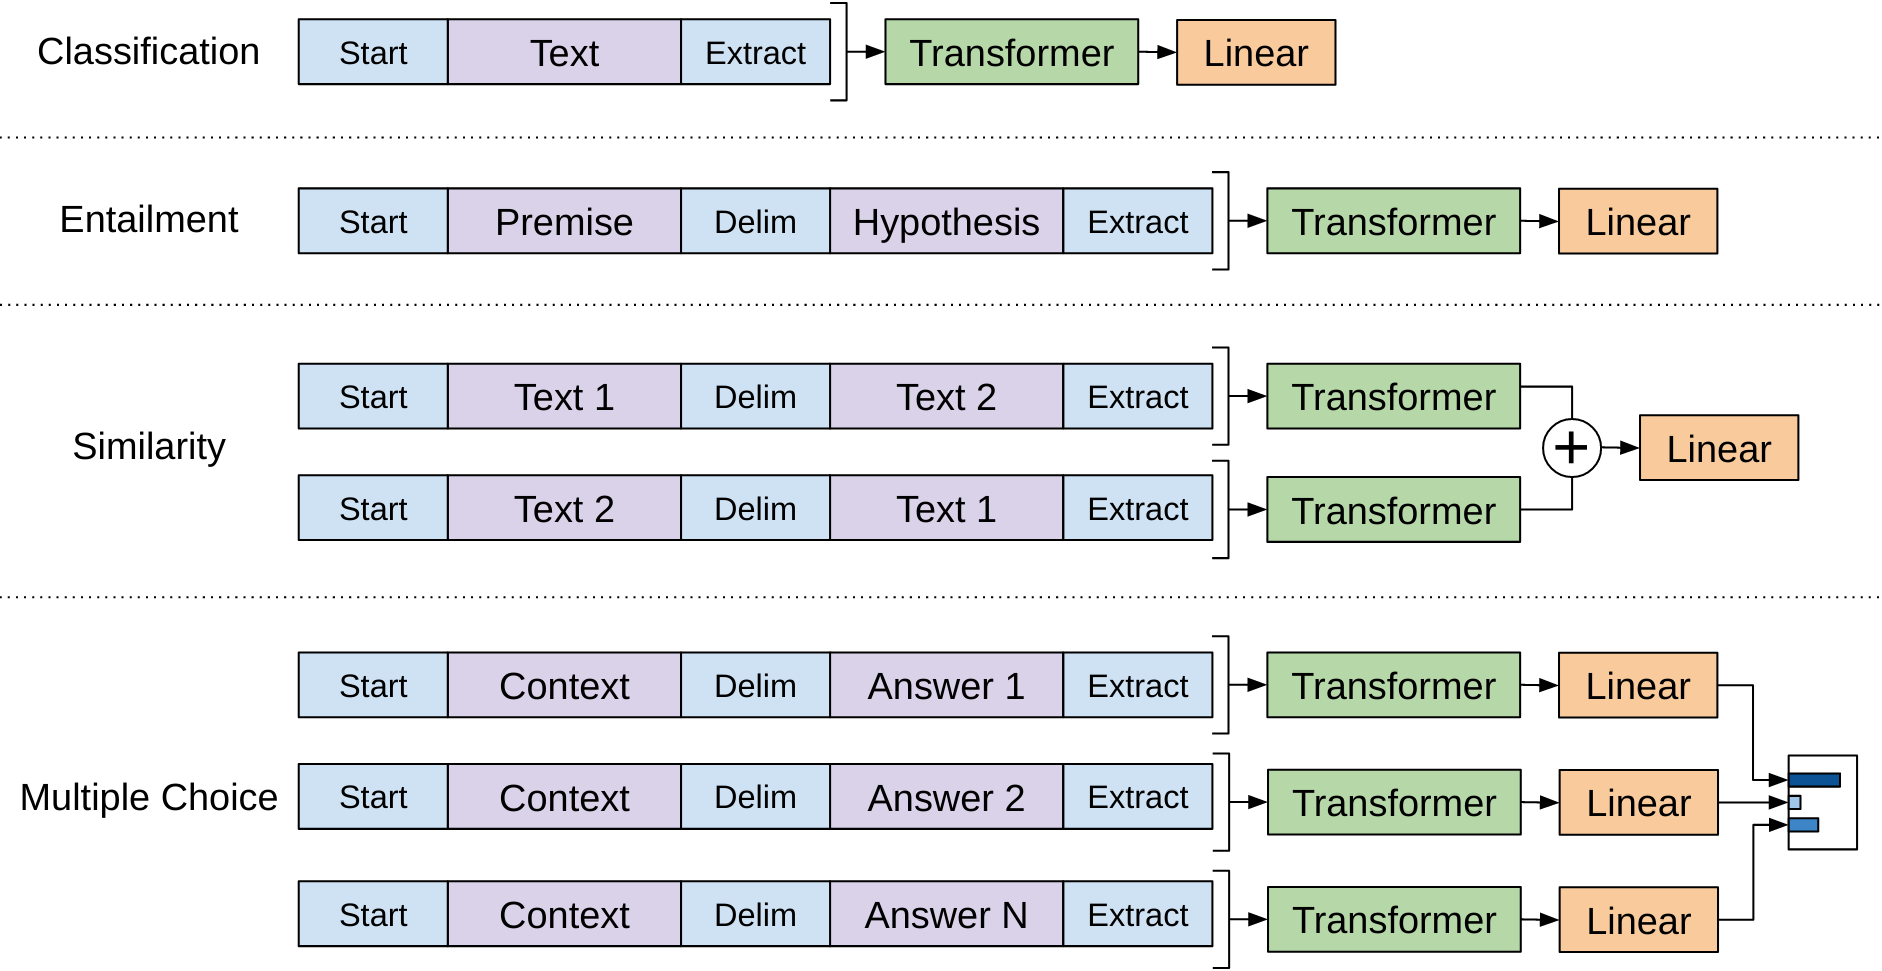 Classification Start Text Extract Transformer Linear
Entailment Start Premise Delim Hypothesis Extract Transformer Linear
Start Text 1 Delim Text 2 Extract Transformer
Similarity + Linear
Start Text 2 Delim Text 1 Extract Transformer
Start Context Delim Answer 1 Extract Transformer Linear
Multiple Choice Start Context Delim Answer 2 Extract Transformer Linear
Start Context Delim Answer N Extract Transformer Linear